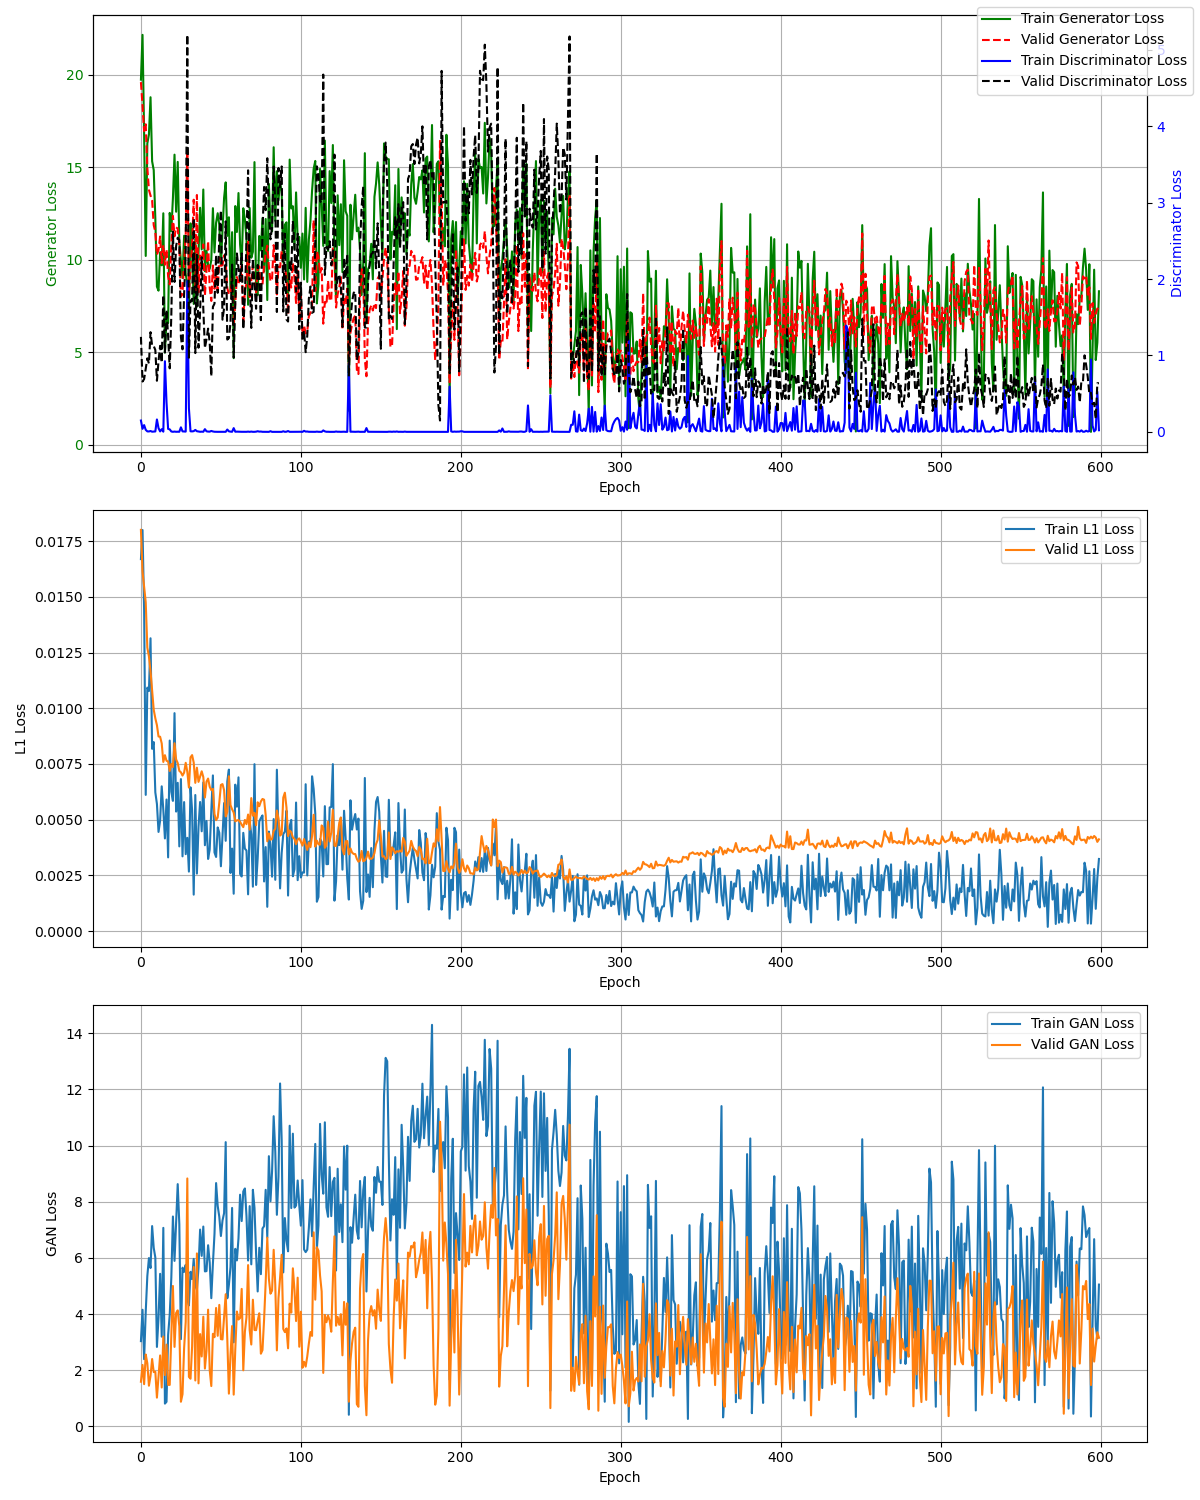 Train Generator Loss
Valid Generator Loss
Train Discriminator Loss
Valid Discriminator Loss
20
15
10
5
0
Generator Loss
5
4
3
2
1
0
Discriminator Loss
0 100 200 300 400 500 600
Epoch
Train L1 Loss
Valid L1 Loss
0.0175
0.0150
0.0125
0.0100
0.0075
0.0050
0.0025
0.0000
L1 Loss
0 100 200 300 400 500 600
Epoch
Train GAN Loss
Valid GAN Loss
14
12
10
8
6
4
2
0
GAN Loss
0 100 200 300 400 500 600
Epoch